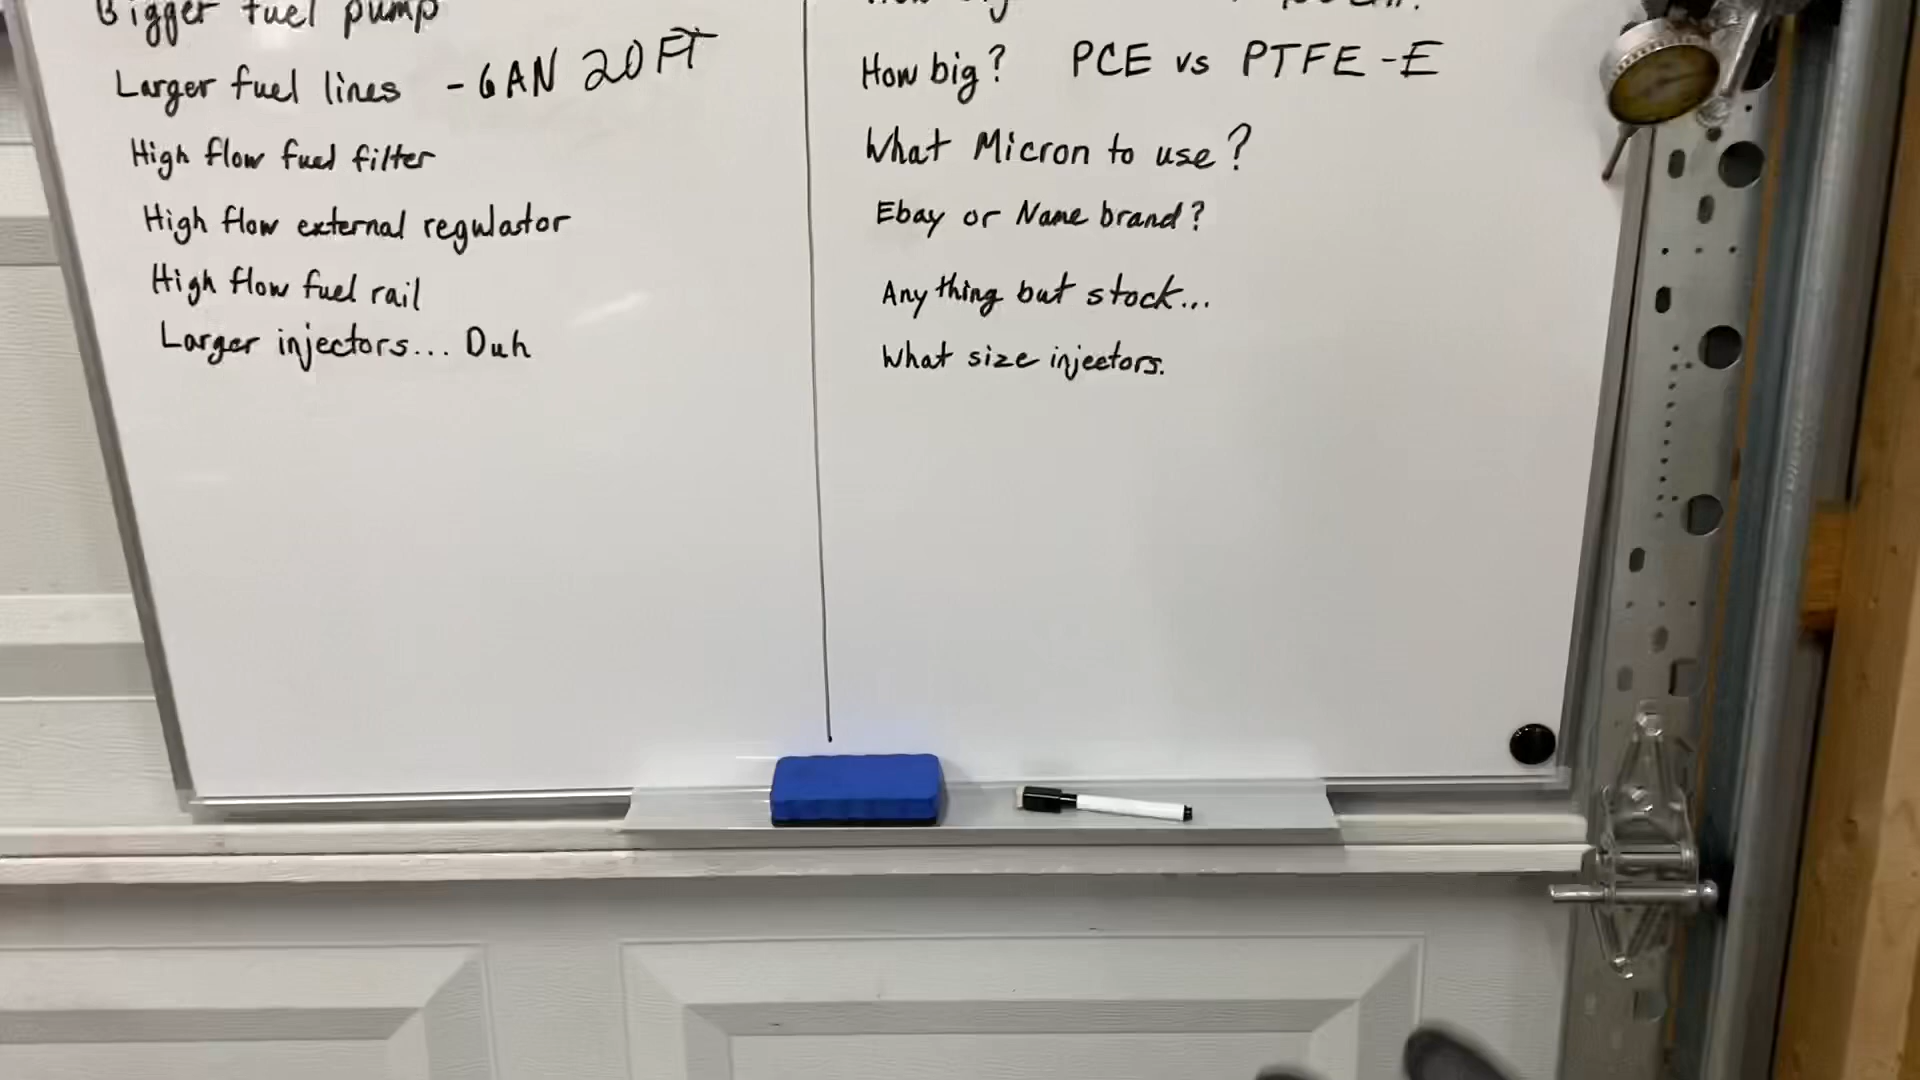 Bigger fuel pump
Larger fuel lines -6AN 20FT
High flow fuel filter
High flow external regulator
High flow fuel rail
Larger injectors... Duh
How big? PCE vs PTFE-E
What Micron to use?
Ebay or Name brand?
Anything but stock...
What size injectors.